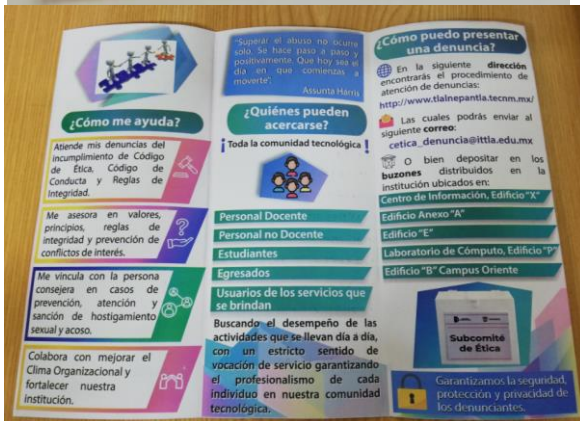 ¿Cómo me ayuda?
Atiende mis denuncias del
incumplimiento de Código
de Ética, Código de
Conducta y Reglas de
Integridad.
Me asesora en valores,
principios, reglas de
integridad y prevención de
conflictos de interés.
Me vincula con la persona
consejera en casos de
prevención, atención y
sanción de hostigamiento
sexual y acoso.
Colabora con mejorar el
Clima Organizacional y
fortalecer nuestra
institución.
"Superar el abuso no ocurre
solo. Se hace paso a paso y
positivamente. Que hoy sea el
día en que comienzas a
moverte".
Assunta Harris
¿Quiénes pueden
acercarse?
¡Toda la comunidad tecnológica!
Personal Docente
Personal no Docente
Estudiantes
Egresados
Usuarios de los servicios que
se brindan
Buscando el desempeño de las
actividades que se llevan día a día,
con un estricto sentido de
vocación de servicio garantizando
el profesionalismo de cada
individuo en nuestra comunidad
tecnológica.
¿Cómo puedo presentar
una denuncia?
En la siguiente dirección
encontrarás el procedimiento de
atención de denuncias:
http://www.tlalnepantla.tecnm.mx/
Las cuales podrás enviar al
siguiente correo:
cetica_denuncia@ittla.edu.mx
O bien depositar en los
buzones distribuidos en la
institución ubicados en:
Centro de Información, Edificio "X"
Edificio Anexo "A"
Edificio "E"
Laboratorio de Cómputo, Edificio "P"
Edificio "B" Campus Oriente
Subcomité
de Ética
Garantizamos la seguridad,
protección y privacidad de
los denunciantes.